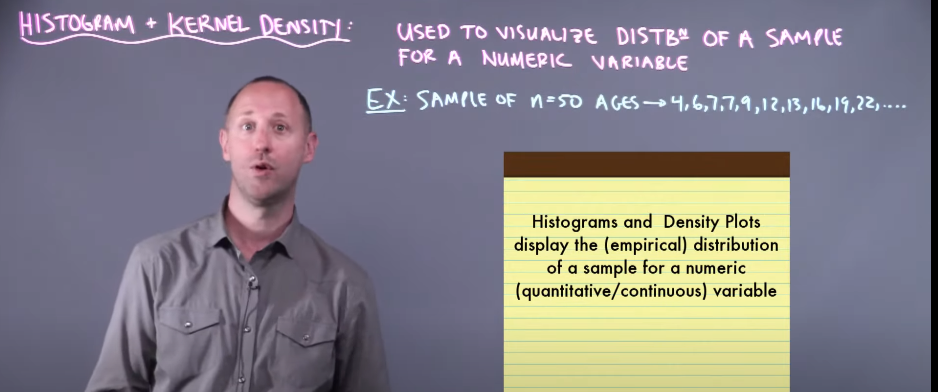 HISTOGRAM + KERNEL DENSITY:
USED TO VISUALIZE DISTBⁿ OF A SAMPLE
FOR A NUMERIC VARIABLE
EX: SAMPLE OF n=50 AGES→4,6,7,7,9,12,13,16,19,22,....
Histograms and Density Plots
display the (empirical) distribution
of a sample for a numeric
(quantitative/continuous) variable